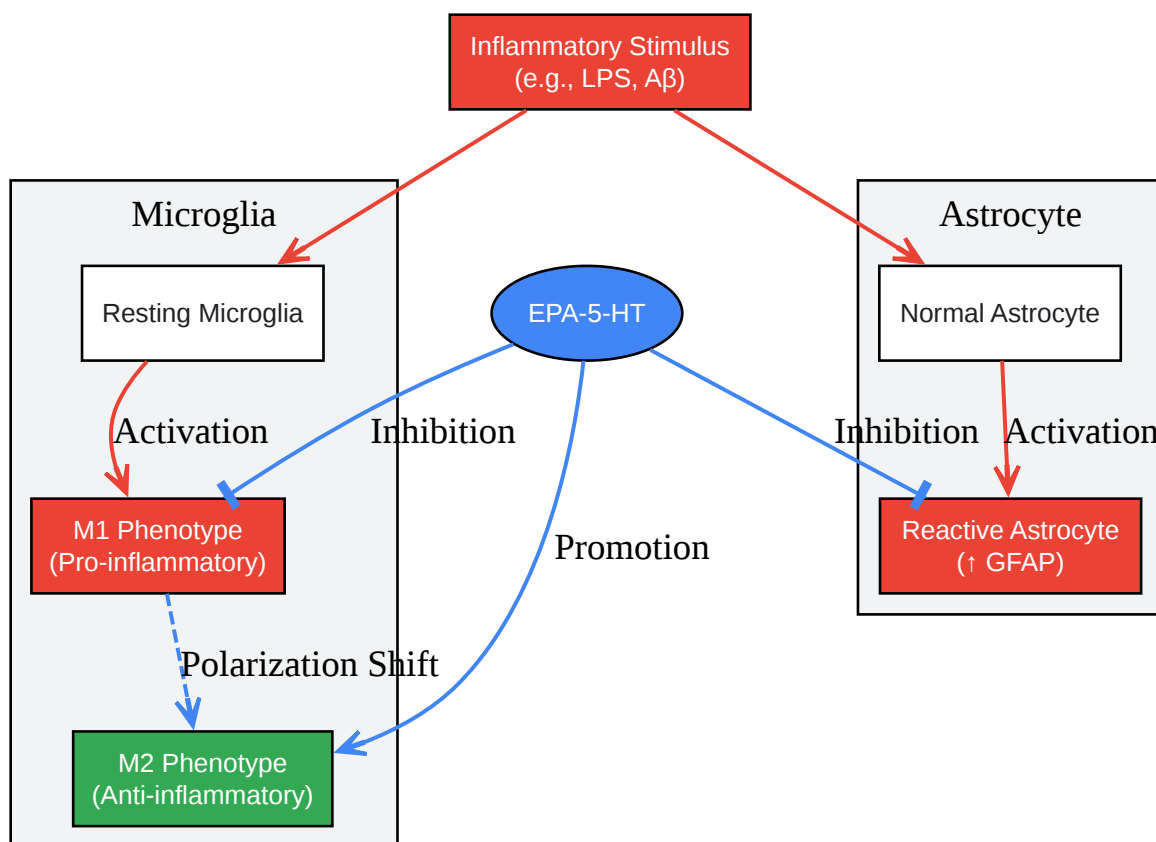 Inflammatory Stimulus
(e.g., LPS, Aβ)
Microglia
Astrocyte
Resting Microglia
EPA-5-HT
Normal Astrocyte
Activation
Inhibition
Inhibition
Activation
M1 Phenotype
(Pro-inflammatory)
Reactive Astrocyte
(↑ GFAP)
Promotion
Polarization Shift
M2 Phenotype
(Anti-inflammatory)